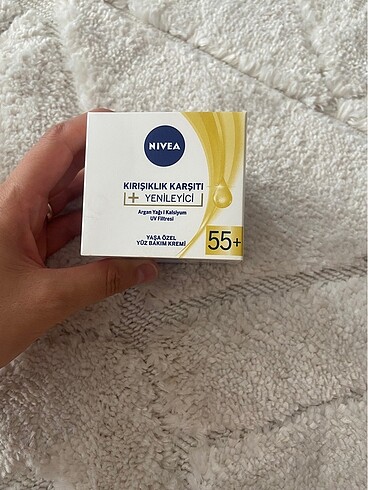 NIVEA
KIRIŞIKLIK KARŞITI
+ YENİLEYİCİ
Argan Yağı I Kalsiyum
UV Filtresi
YAŞA ÖZEL
YÜZ BAKIM KREMİ
55+